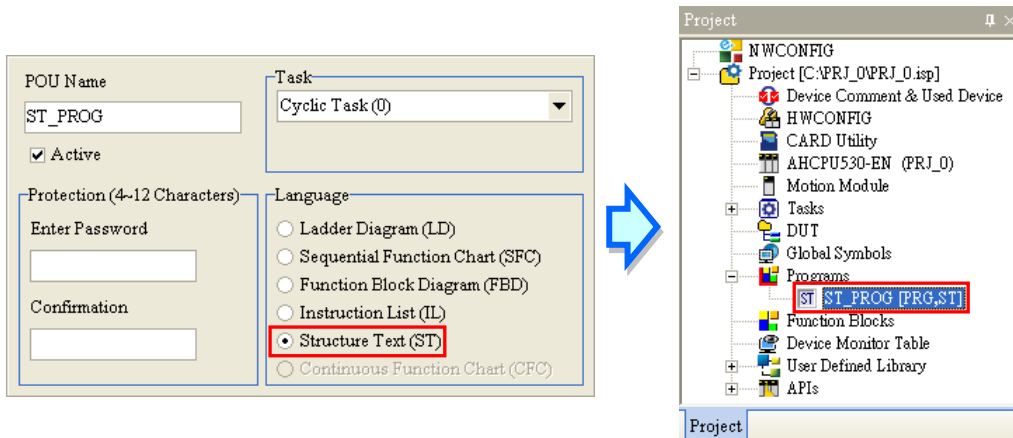 POU Name
ST_PROG
Active
Task
Cyclic Task (0)
Protection (4~12 Characters)
Enter Password
Confirmation
Language
Ladder Diagram (LD)
Sequential Function Chart (SFC)
Function Block Diagram (FBD)
Instruction List (IL)
Structure Text (ST)
Continuous Function Chart (CFC)
Project
NWCONFIG
Project [C:\PRJ_0\PRJ_0.isp]
Device Comment & Used Device
HWCONFIG
CARD Utility
AHCPU530-EN (PRJ_0)
Motion Module
Tasks
DUT
Global Symbols
Programs
ST ST_PROG [PRG,ST]
Function Blocks
Device Monitor Table
User Defined Library
APIs
Project